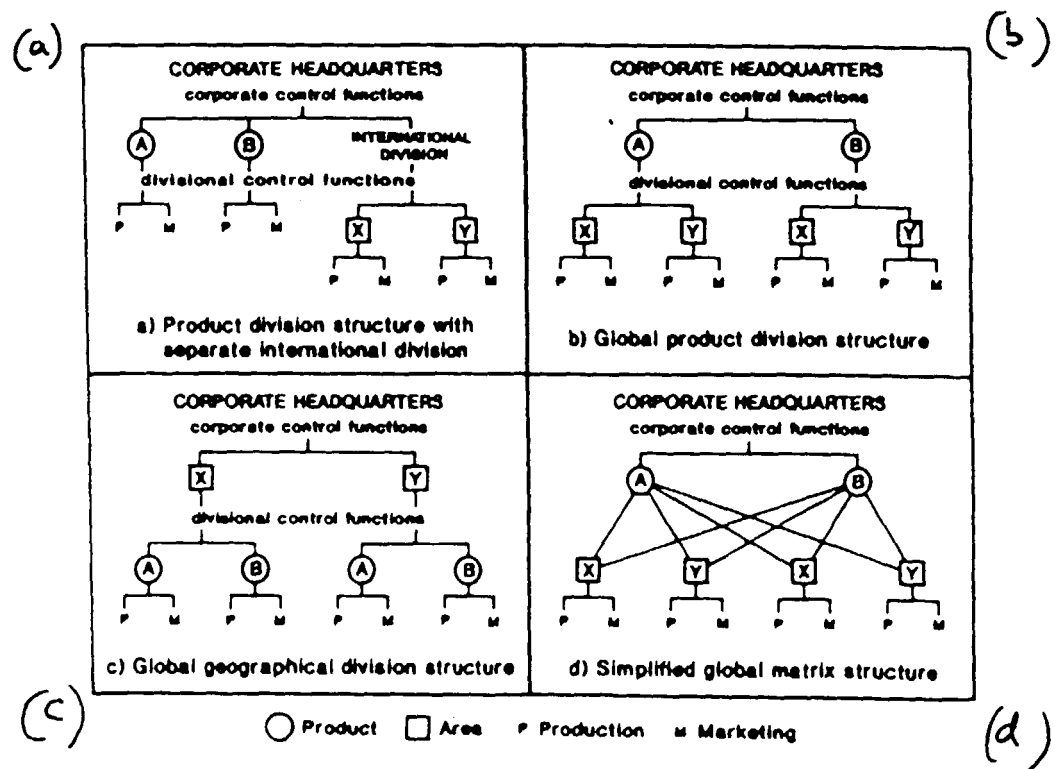 (a)
(b)
CORPORATE HEADQUARTERS
corporate control functions
A B INTERNATIONAL
DIVISION
divisional control functions
P M P M
X Y
P M P M
a) Product division structure with
separate international division
CORPORATE HEADQUARTERS
corporate control functions
A B
divisional control functions
X Y X Y
P M P M P M P M
b) Global product division structure
CORPORATE HEADQUARTERS
corporate control functions
X Y
divisional control functions
A B A B
P M P M P M P M
c) Global geographical division structure
CORPORATE HEADQUARTERS
corporate control functions
A B
X Y X Y
P M P M P M P M
d) Simplified global matrix structure
(c)
Product Area P Production M Marketing
(d)